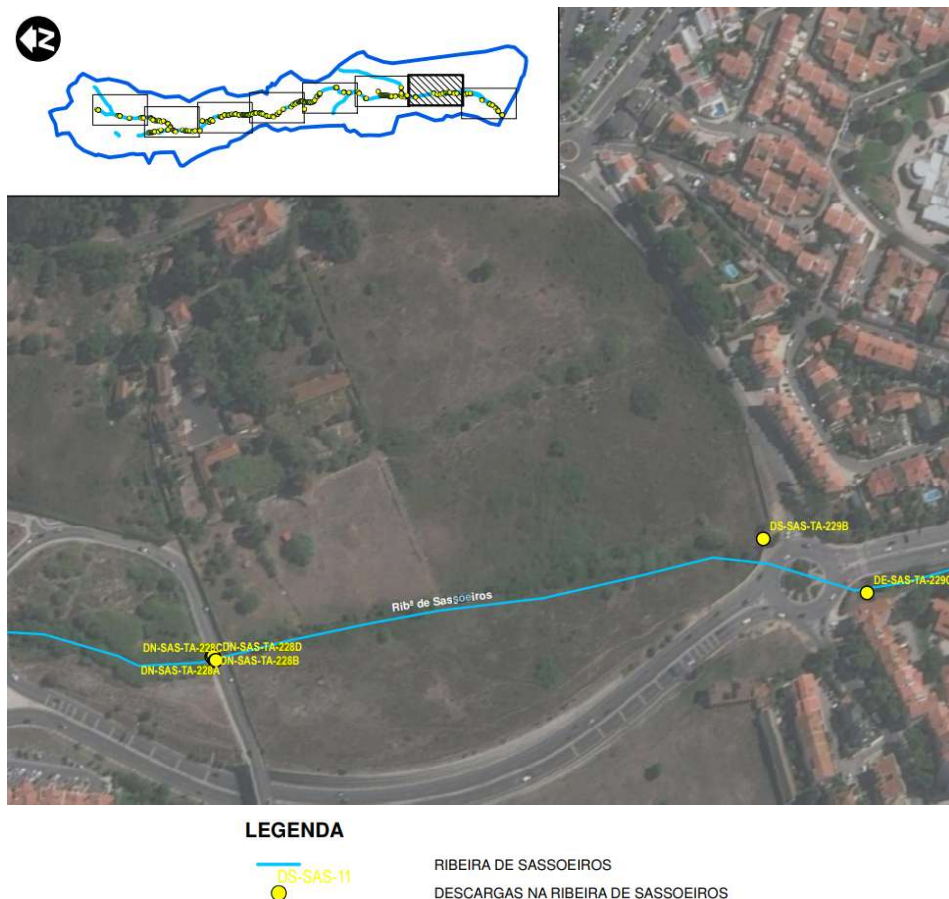 N
DS-SAS-TA-229B
DE-SAS-TA-229C
Ribª de Sassoeiros
DN-SAS-TA-228C
DN-SAS-TA-228D
DN-SAS-TA-228B
DN-SAS-TA-228A
LEGENDA
RIBEIRA DE SASSOEIROS
DS-SAS-11
DESCARGAS NA RIBEIRA DE SASSOEIROS